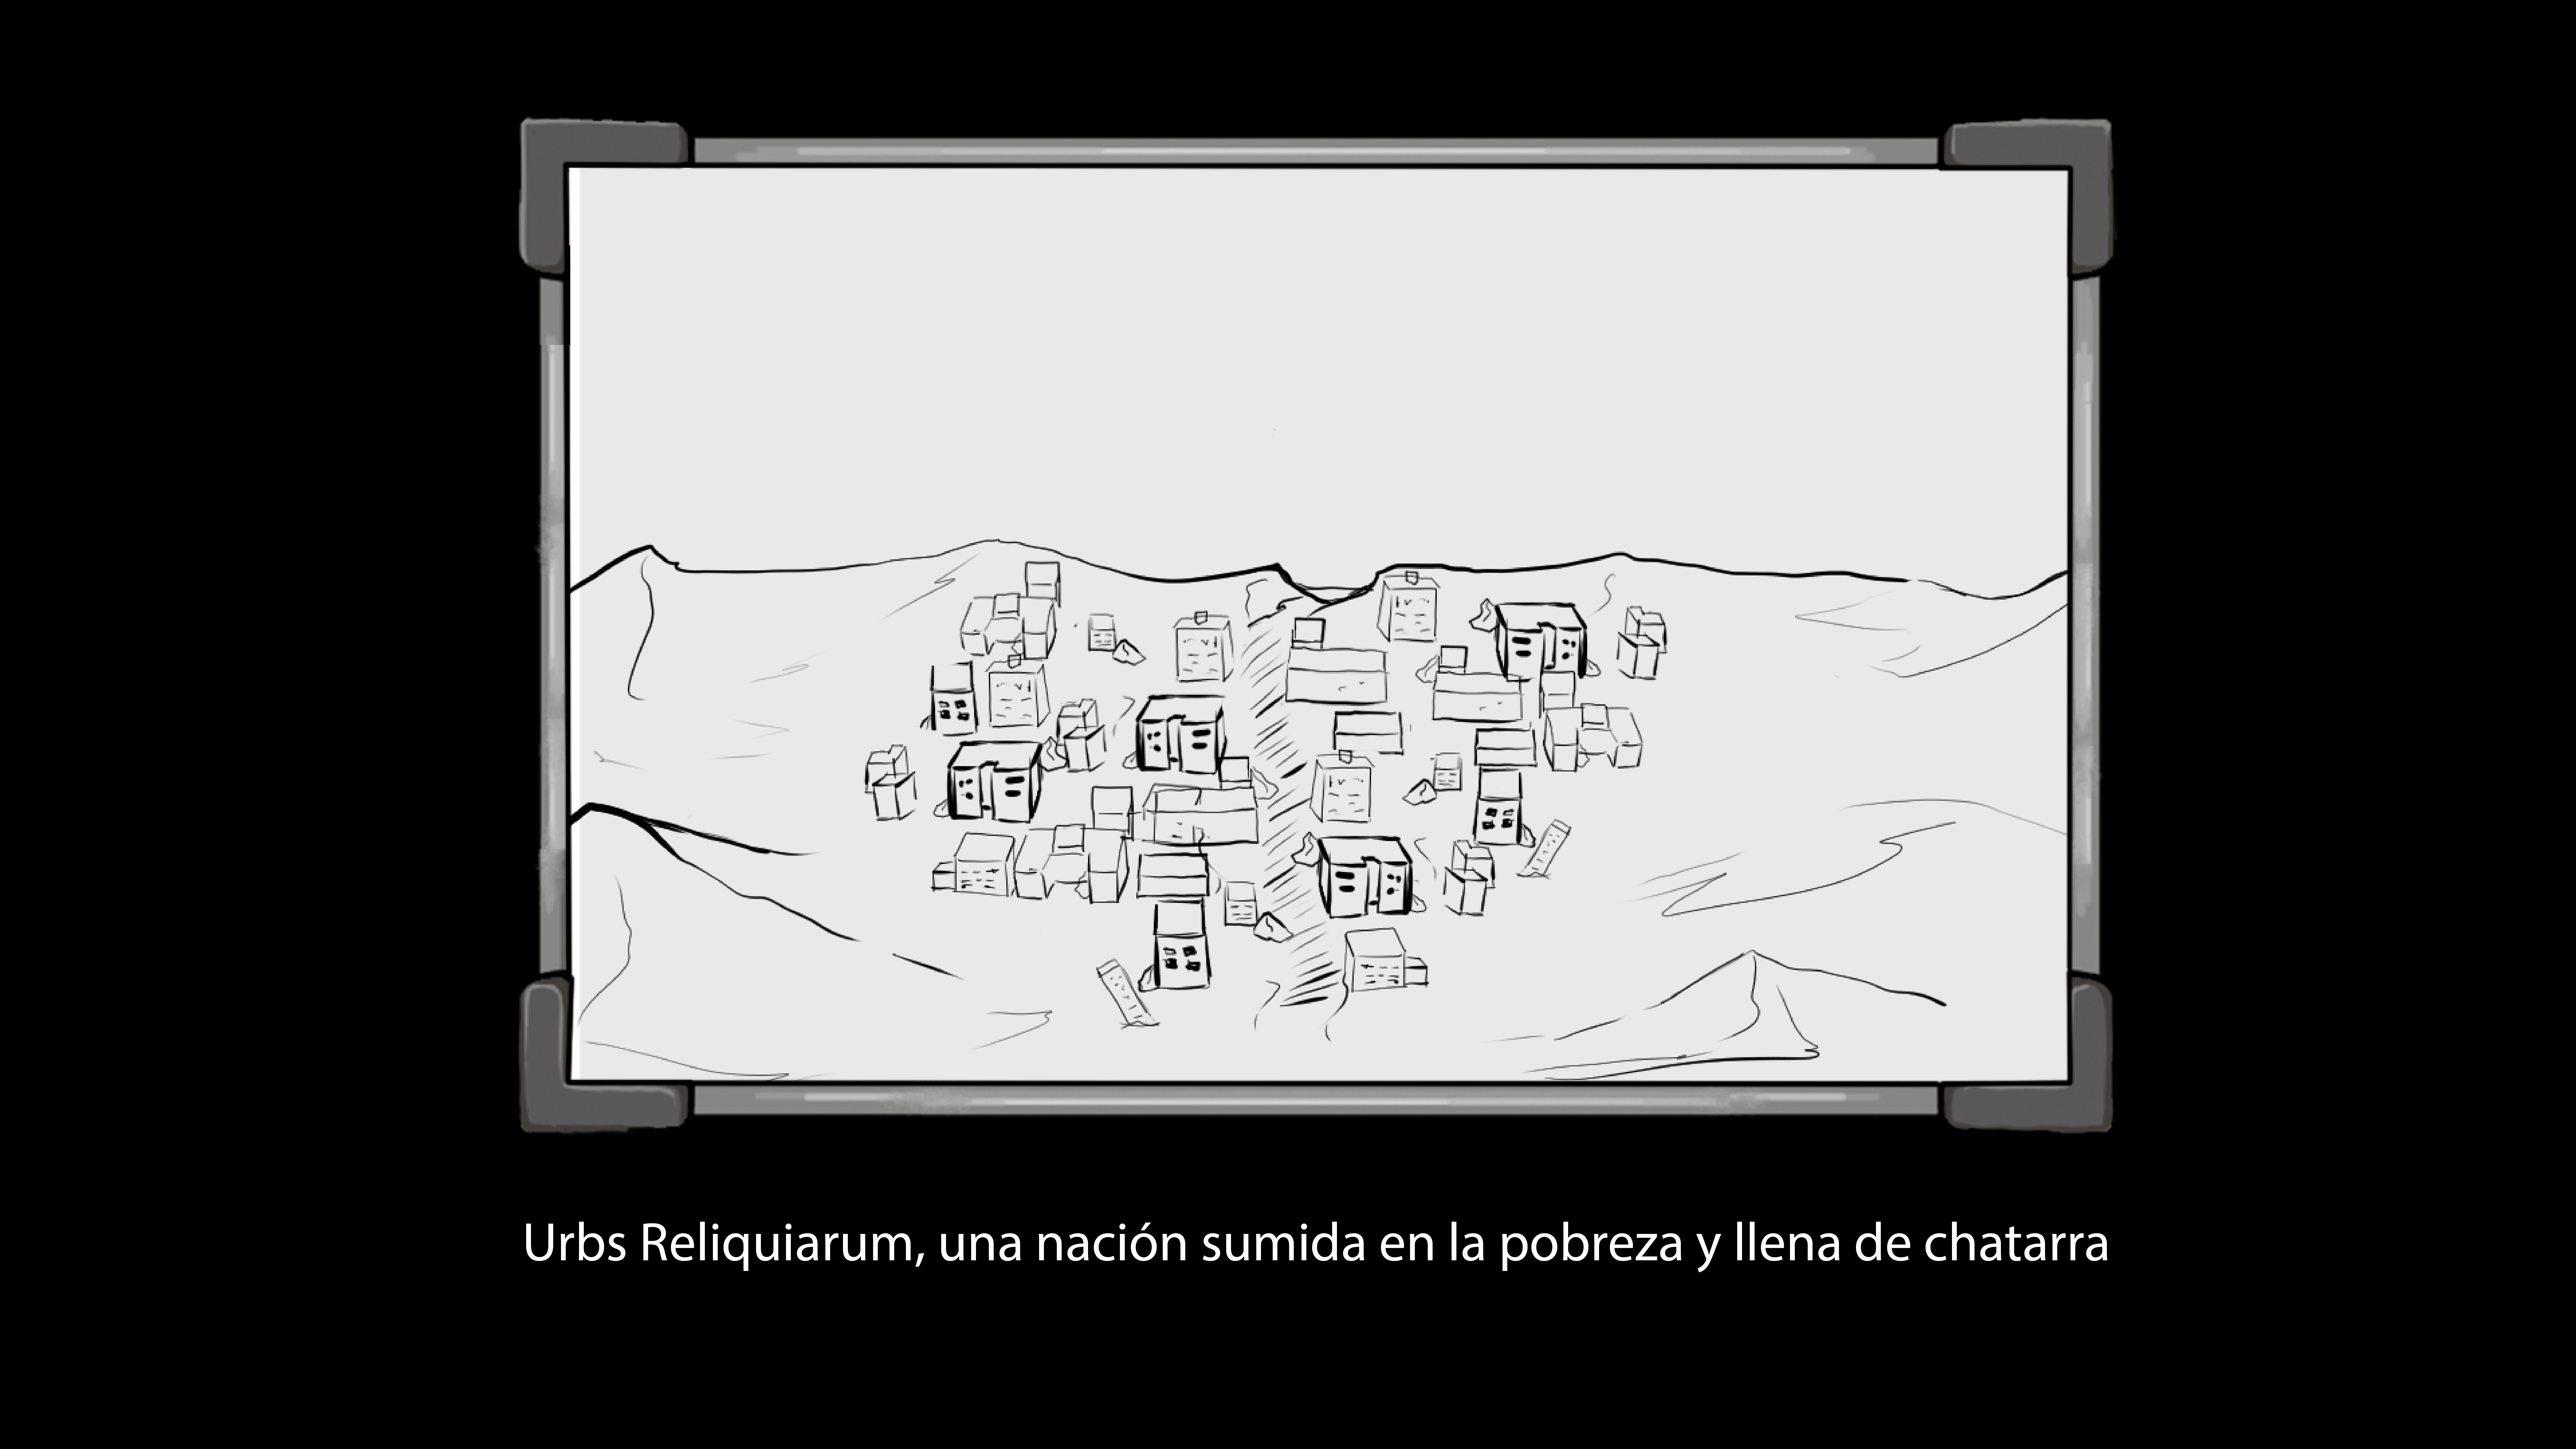 Urbs Reliquiarum, una nación sumida en la pobreza y llena de chatarra